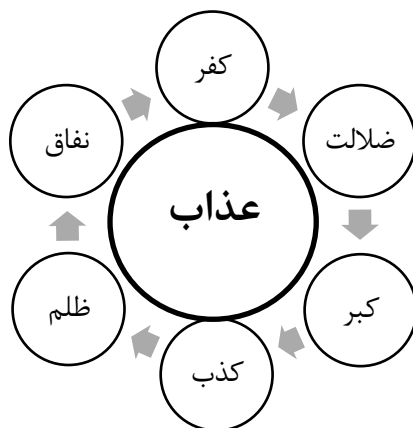 کفر
ضلالت
کبر
کذب
ظلم
نفاق
عذاب